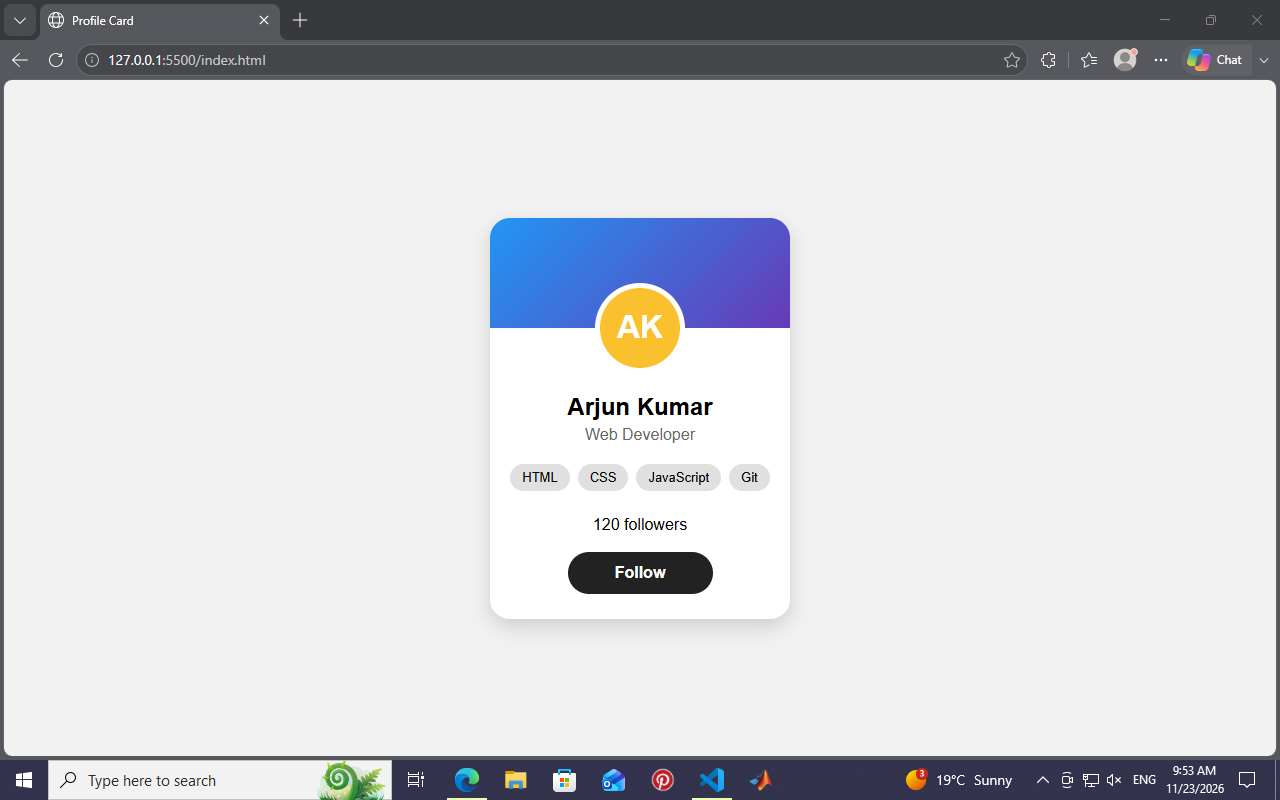 Profile Card
127.0.0.1:5500/index.html
Chat
AK
Arjun Kumar
Web Developer
HTML CSS JavaScript Git
120 followers
Follow
Type here to search
3
19°C Sunny
ENG
9:53 AM
11/23/2026